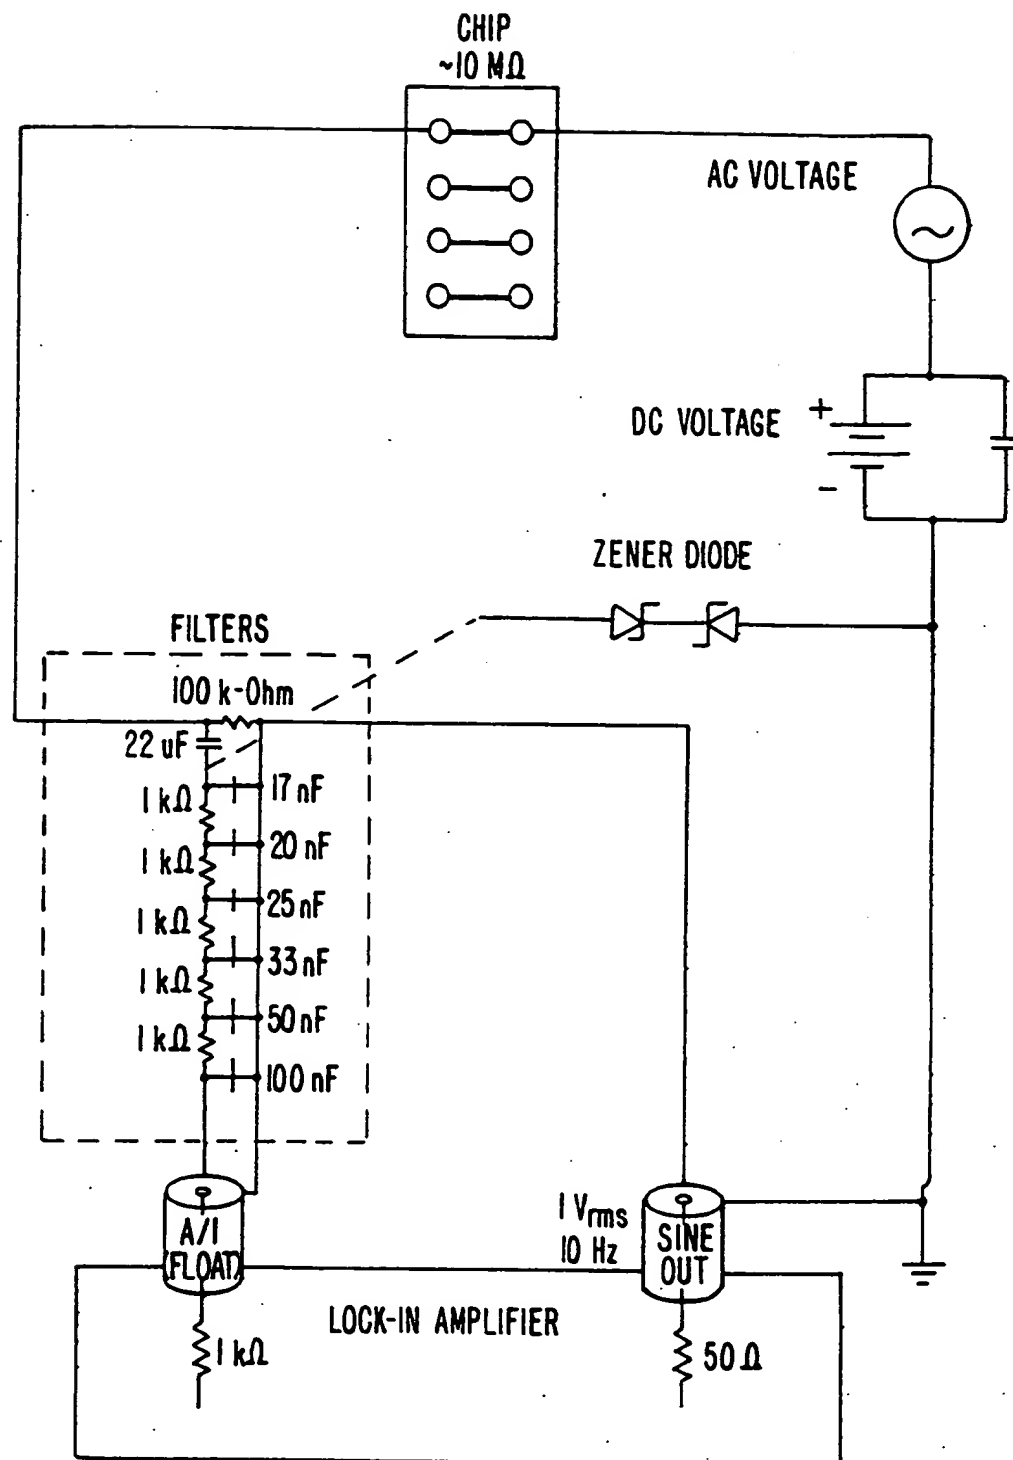 CHIP
~10 MΩ
AC VOLTAGE
DC VOLTAGE
+
-
ZENER DIODE
FILTERS
100 k-Ohm
22 uF
17 nF
1 kΩ
20 nF
1 kΩ
25 nF
1 kΩ
33 nF
1 kΩ
50 nF
1 kΩ
100 nF
A/I
(FLOAT)
1 Vrms
10 Hz
SINE
OUT
LOCK-IN AMPLIFIER
1 kΩ
50 Ω